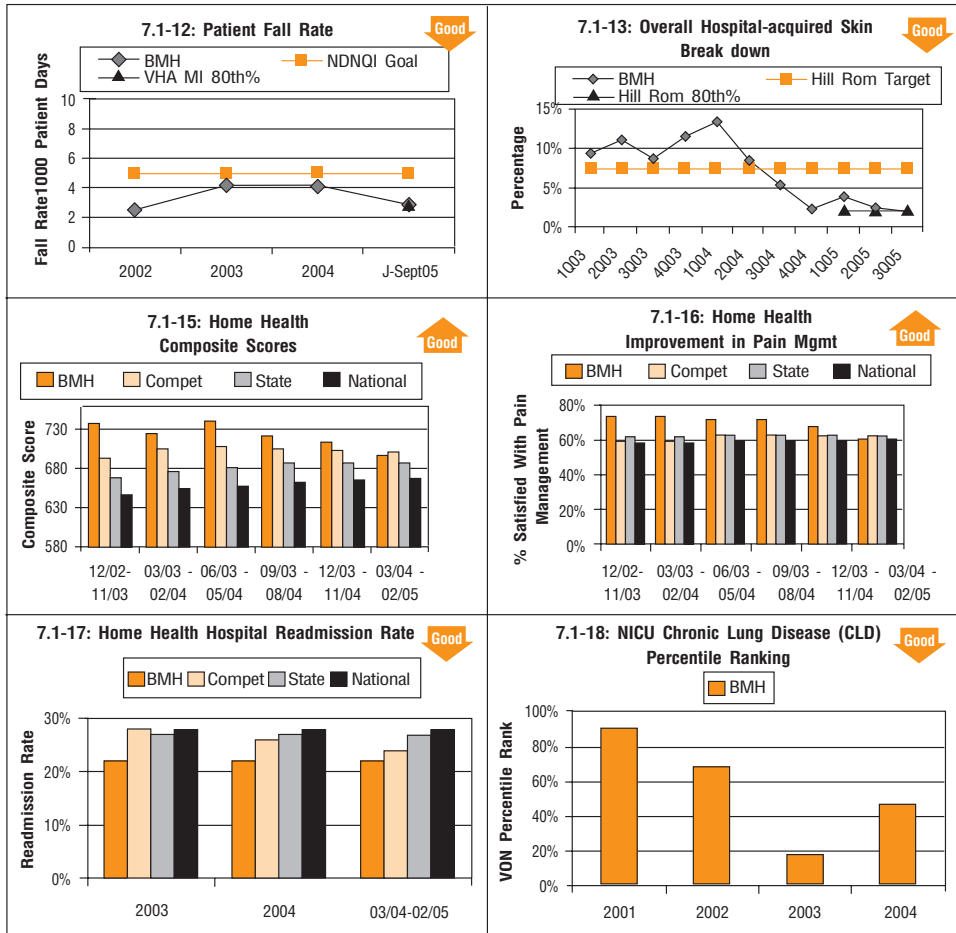 7.1-12: Patient Fall Rate
Good
BMH
NDNQI Goal
VHA MI 80th%
Fall Rate1000 Patient Days
10
8
6
4
2
0
2002
2003
2004
J-Sept05
7.1-13: Overall Hospital-acquired Skin
Break down
Good
BMH
Hill Rom Target
Hill Rom 80th%
Percentage
15%
10%
5%
0%
1Q03
2Q03
3Q03
4Q03
1Q04
2Q04
3Q04
4Q04
1Q05
2Q05
3Q05
7.1-15: Home Health
Composite Scores
Good
BMH
Compet
State
National
Composite Score
730
680
630
580
12/02-
11/03
03/03 -
02/04
06/03 -
05/04
09/03 -
08/04
12/03 -
11/04
03/04 -
02/05
7.1-16: Home Health
Improvement in Pain Mgmt
Good
BMH
Compet
State
National
% Satisfied With Pain
Management
80%
60%
40%
20%
0%
12/02-
11/03
03/03 -
02/04
06/03 -
05/04
09/03 -
08/04
12/03 -
11/04
03/04 -
02/05
7.1-17: Home Health Hospital Readmission Rate
Good
BMH
Compet
State
National
Readmission Rate
30%
20%
10%
0%
2003
2004
03/04-02/05
7.1-18: NICU Chronic Lung Disease (CLD)
Percentile Ranking
Good
BMH
VON Percentile Rank
100%
80%
60%
40%
20%
0%
2001
2002
2003
2004